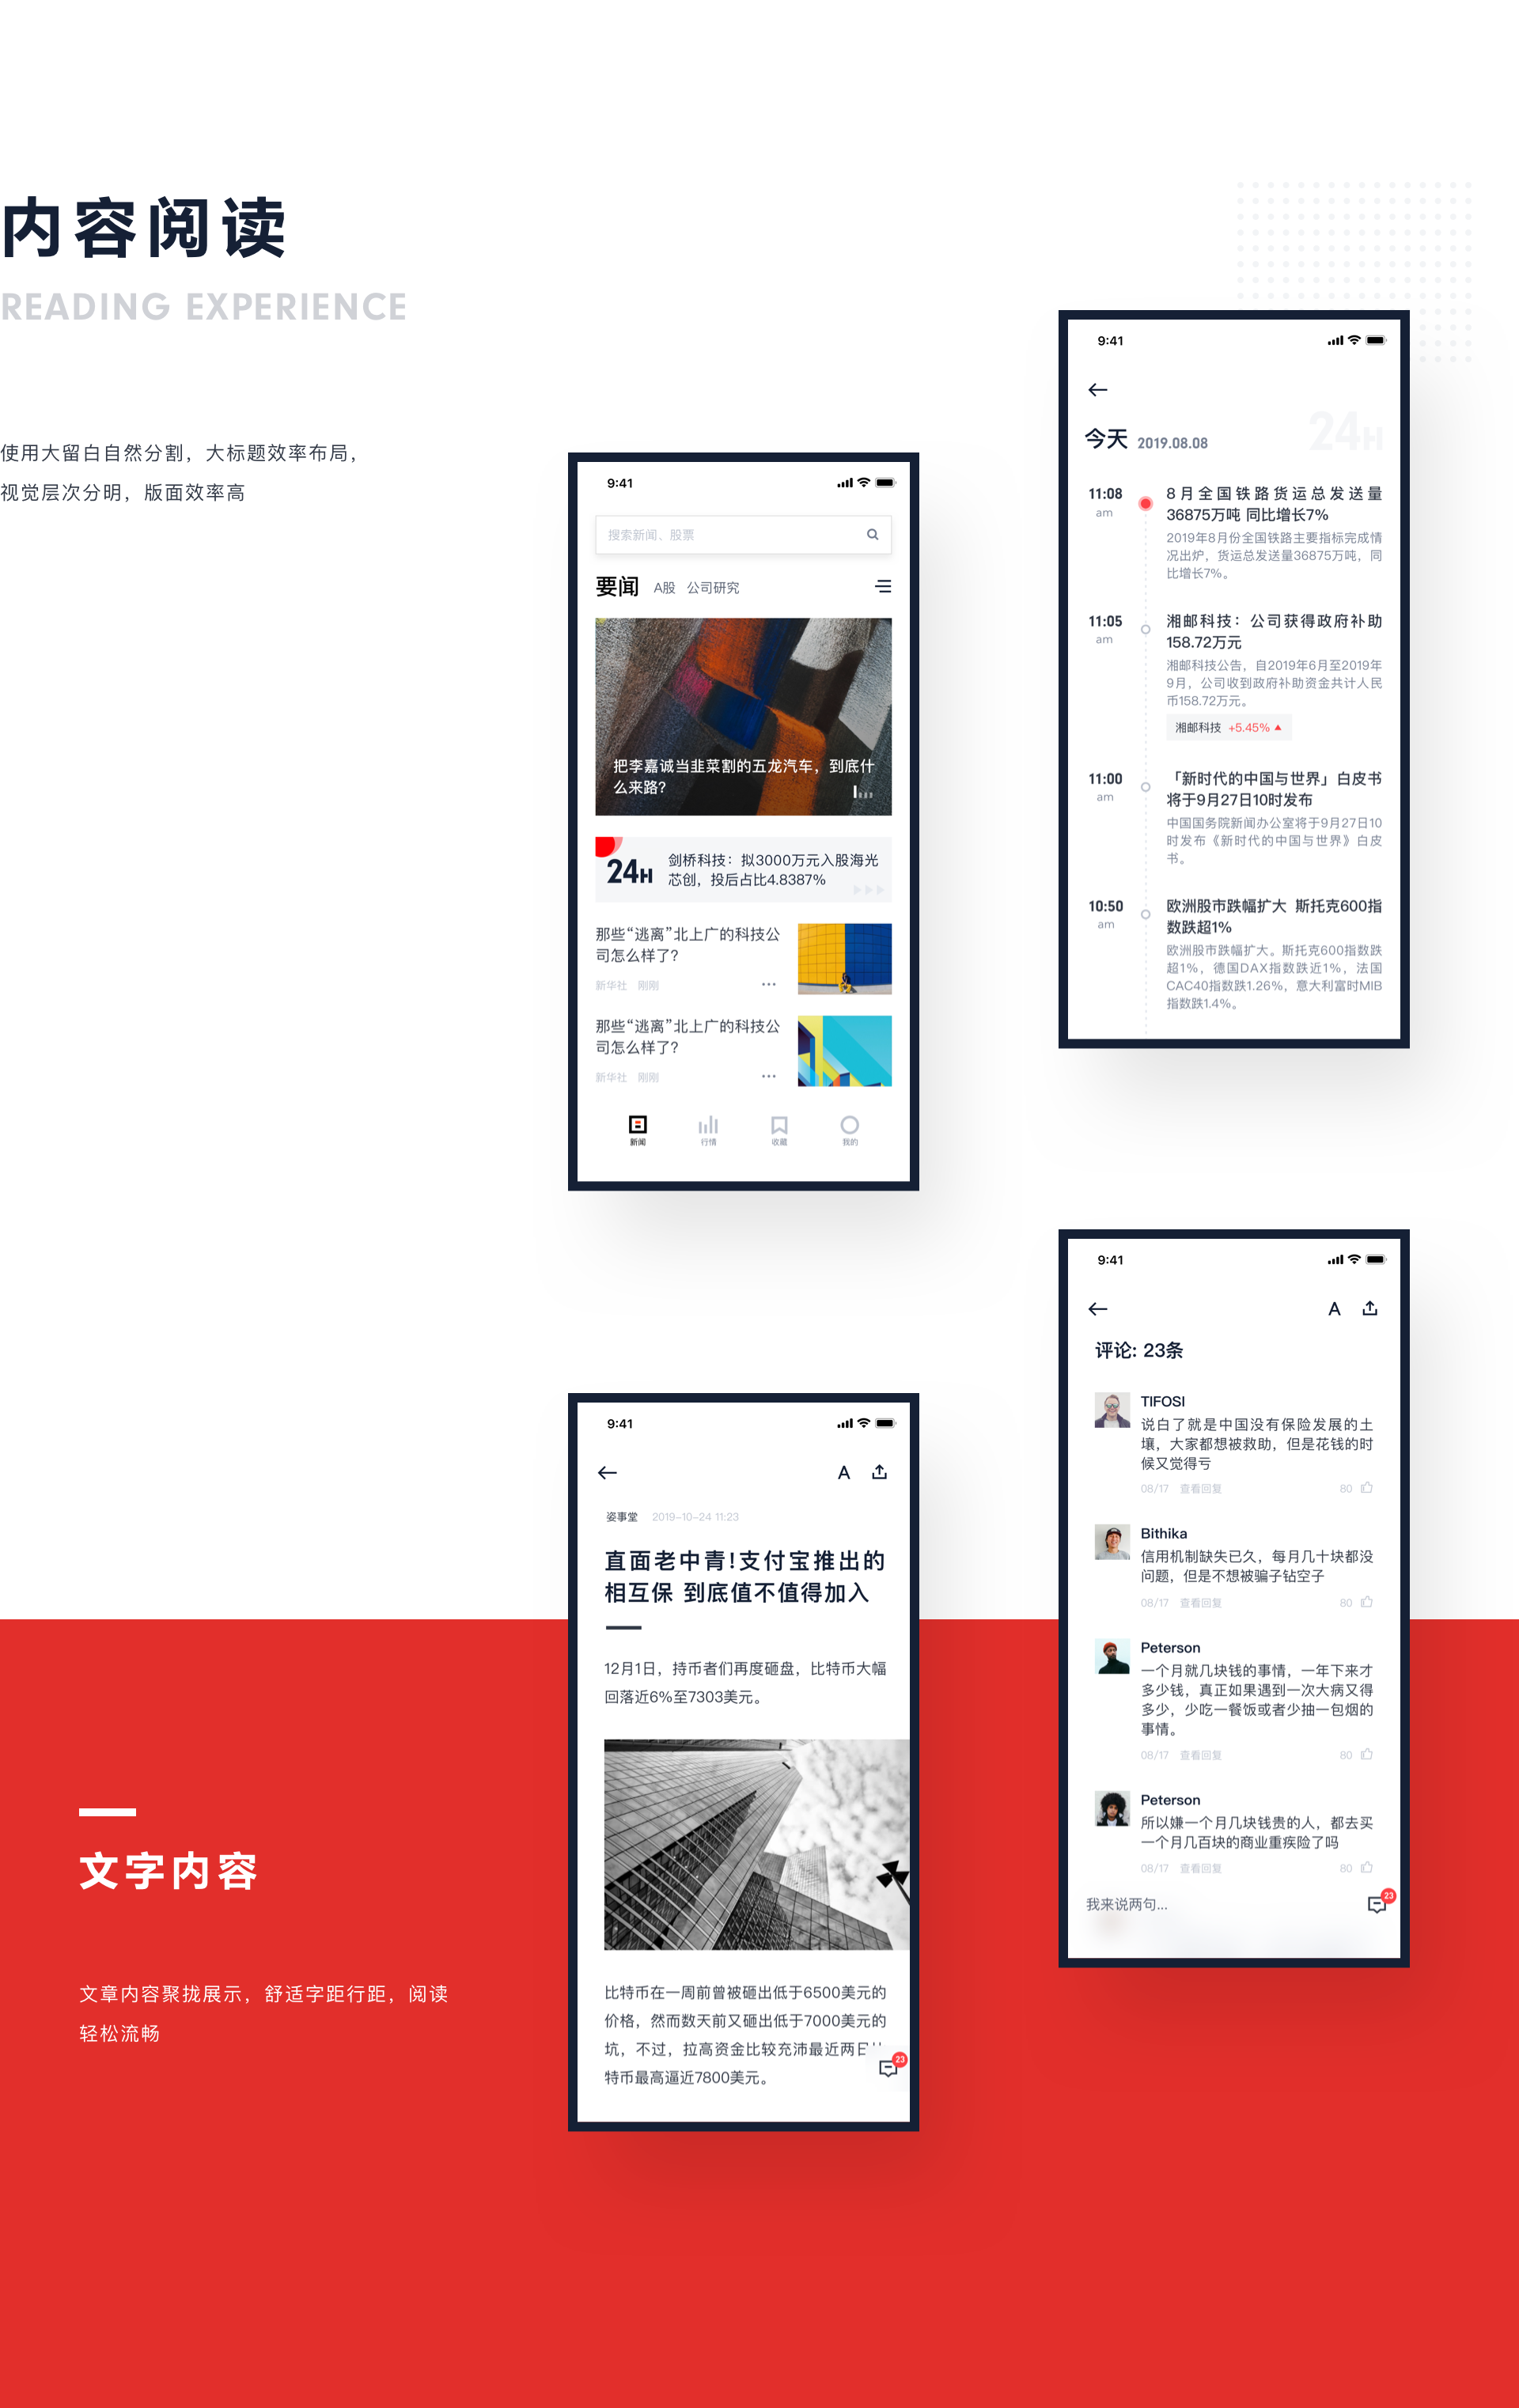 内容阅读
READING EXPERIENCE
使用大留白自然分割，大标题效率布局，
视觉层次分明，版面效率高
9:41
搜索新闻、股票
要闻 A股 公司研究
把李嘉诚当韭菜割的五龙汽车，到底什
么来路?
24H
剑桥科技：拟3000万元入股海光
芯创，投后占比4.8387%
那些“逃离”北上广的科技公
司怎么样了?
新华社 刚刚
那些“逃离”北上广的科技公
司怎么样了?
新华社 刚刚
新闻 行情 收藏 我的
9:41
今天 2019.08.08
24H
11:08
am
8月全国铁路货运总发送量
36875万吨 同比增长7%
2019年8月份全国铁路主要指标完成情
况出炉，货运总发送量36875万吨，同
比增长7%。
11:05
am
湘邮科技：公司获得政府补助
158.72万元
湘邮科技公告，自2019年6月至2019年
9月，公司收到政府补助资金共计人民
币158.72万元。
湘邮科技 +5.45%
11:00
am
「新时代的中国与世界」白皮书
将于9月27日10时发布
中国国务院新闻办公室将于9月27日10
时发布《新时代的中国与世界》白皮
书。
10:50
am
欧洲股市跌幅扩大 斯托克600指
数跌超1%
欧洲股市跌幅扩大。斯托克600指数跌
超1%，德国DAX指数跌近1%，法国
CAC40指数跌1.26%，意大利富时MIB
指数跌1.4%。
9:41
A
评论: 23条
TIFOSI
说白了就是中国没有保险发展的土
壤，大家都想被救助，但是花钱的时
候又觉得亏
08/17 查看回复 80
Bithika
信用机制缺失已久，每月几十块都没
问题，但是不想被骗子钻空子
08/17 查看回复 80
Peterson
一个月就几块钱的事情，一年下来才
多少钱，真正如果遇到一次大病又得
多少，少吃一餐饭或者少抽一包烟的
事情。
08/17 查看回复 80
Peterson
所以嫌一个月几块钱贵的人，都去买
一个月几百块的商业重疾险了吗
08/17 查看回复 80
我来说两句...
23
9:41
A
姿事堂 2019-10-24 11:23
直面老中青!支付宝推出的
相互保 到底值不值得加入
12月1日，持币者们再度砸盘，比特币大幅
回落近6%至7303美元。
比特币在一周前曾被砸出低于6500美元的
价格，然而数天前又砸出低于7000美元的
坑，不过，拉高资金比较充沛最近两日
特币最高逼近7800美元。
23
文字内容
文章内容聚拢展示，舒适字距行距，阅读
轻松流畅